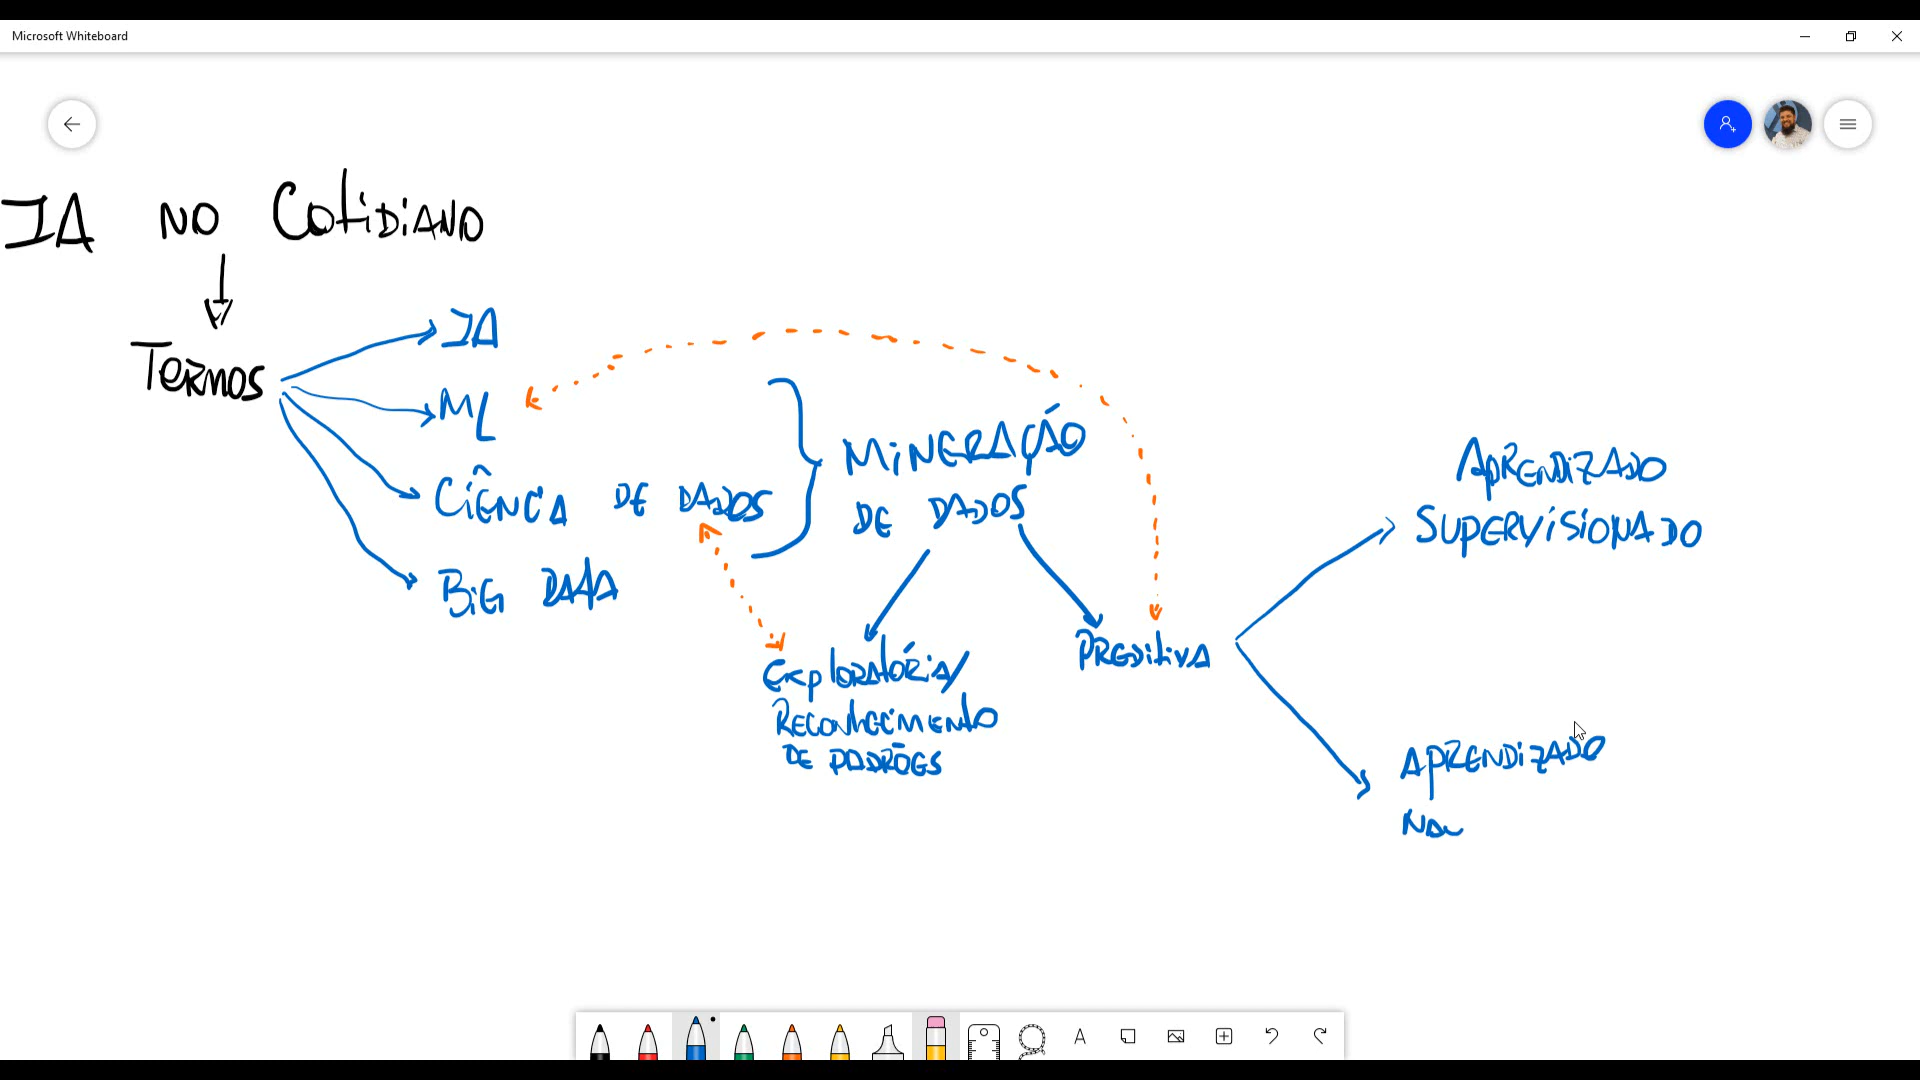 Microsoft Whiteboard
IA NO COTIDIANO
TERMOS
IA
ML
CIÊNCIA DE DADOS
BIG DATA
MINERAÇÃO
DE DADOS
EXPLORATÓRIA/
RECONHECIMENTO
DE PADRÕES
PREDITIVA
APRENDIZADO
SUPERVISIONADO
APRENDIZADO
A